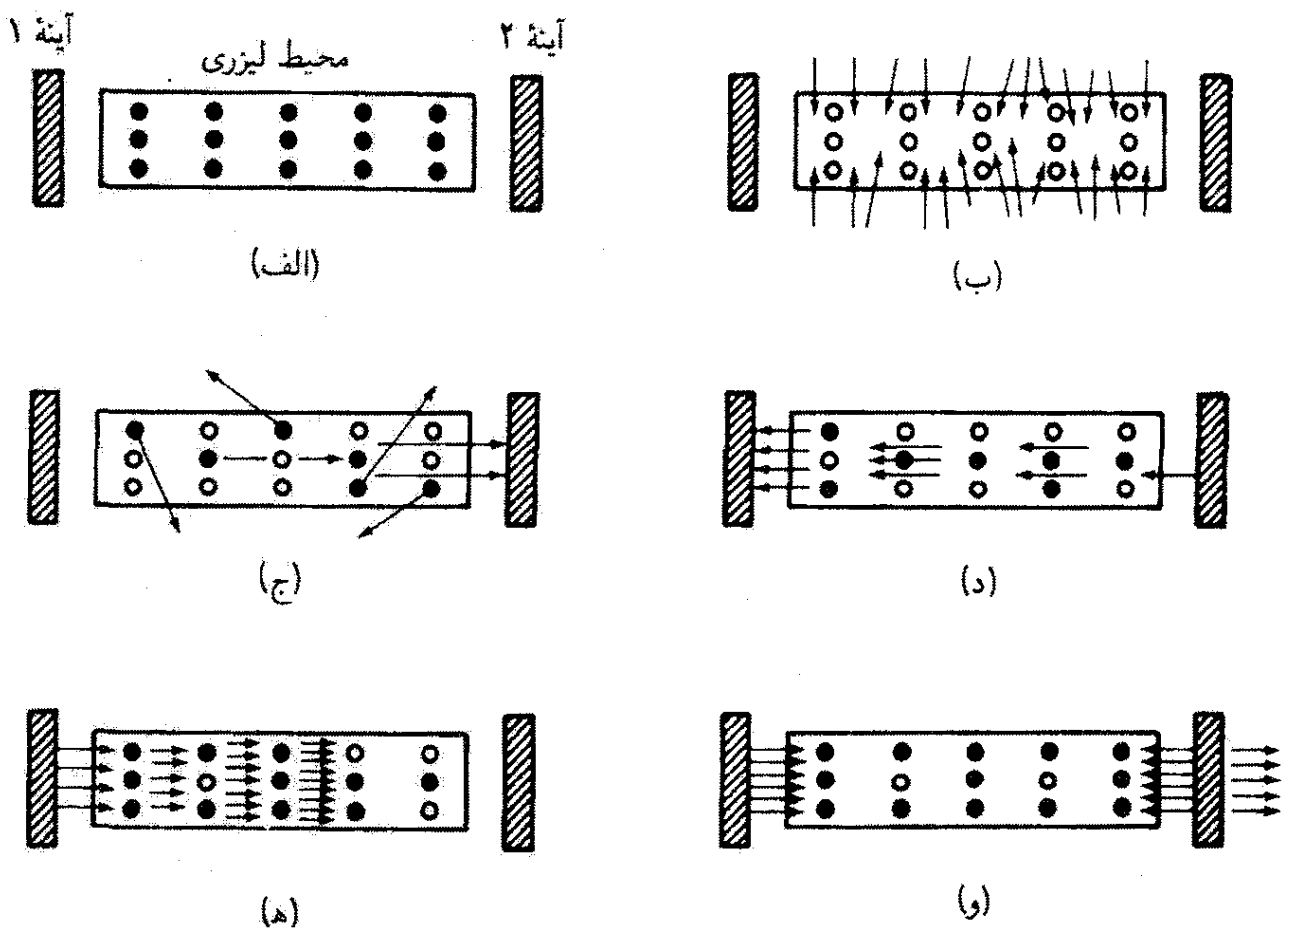 آینهٔ ۱
محیط لیزری
آینهٔ ۲
(الف)
(ب)
(ج)
(د)
(ه)
(و)